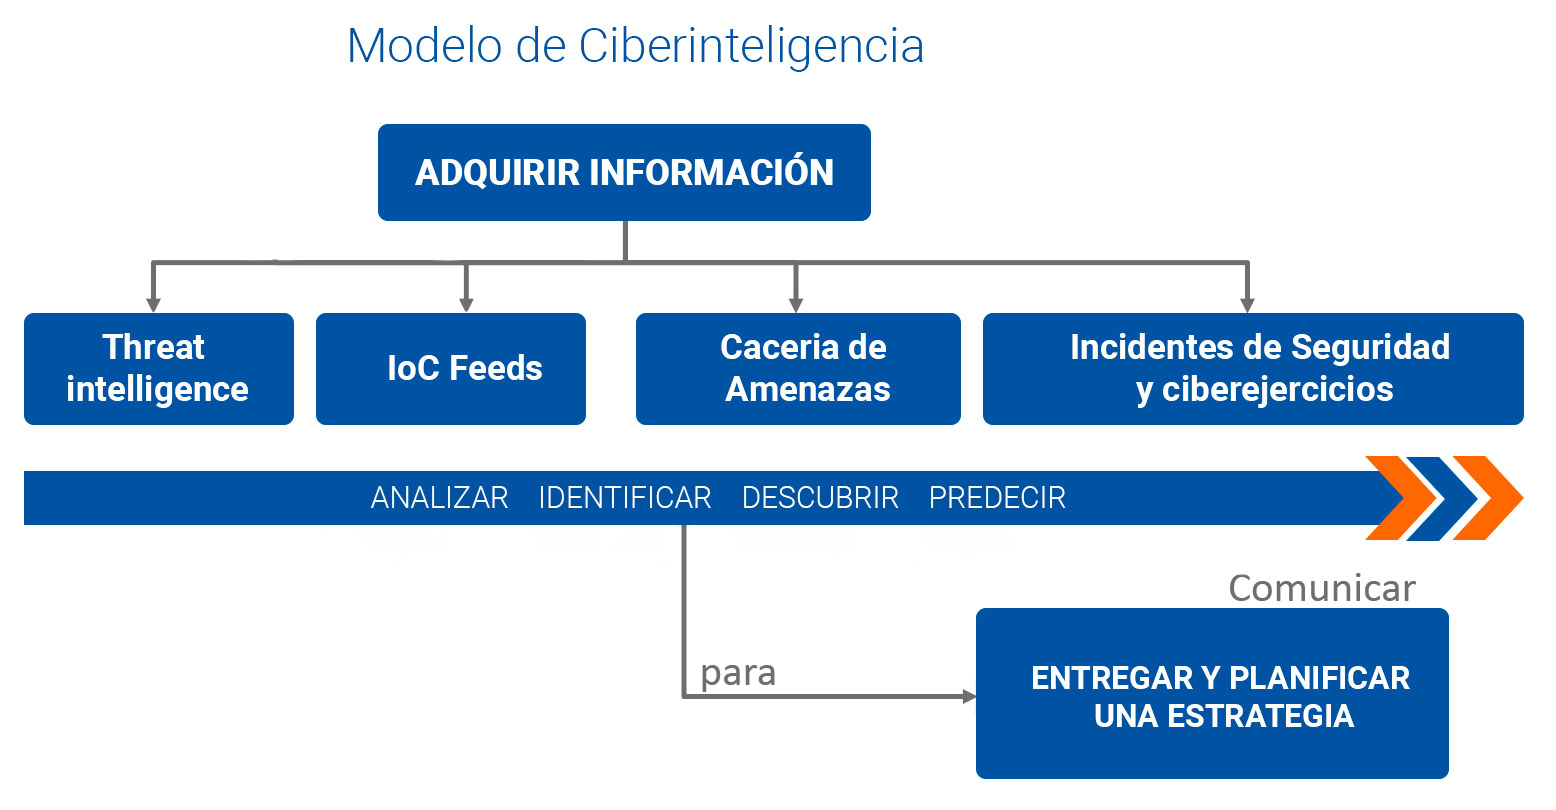 Modelo de Ciberinteligencia
ADQUIRIR INFORMACIÓN
Threat
intelligence
IoC Feeds
Caceria de
Amenazas
Incidentes de Seguridad
y ciberejercicios
ANALIZAR IDENTIFICAR DESCUBRIR PREDECIR
Comunicar
para
ENTREGAR Y PLANIFICAR
UNA ESTRATEGIA